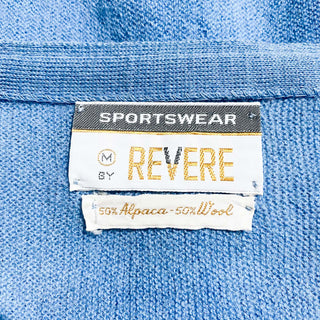 SPORTSWEAR
M
BY REVERE
50% Alpaca - 50% Wool